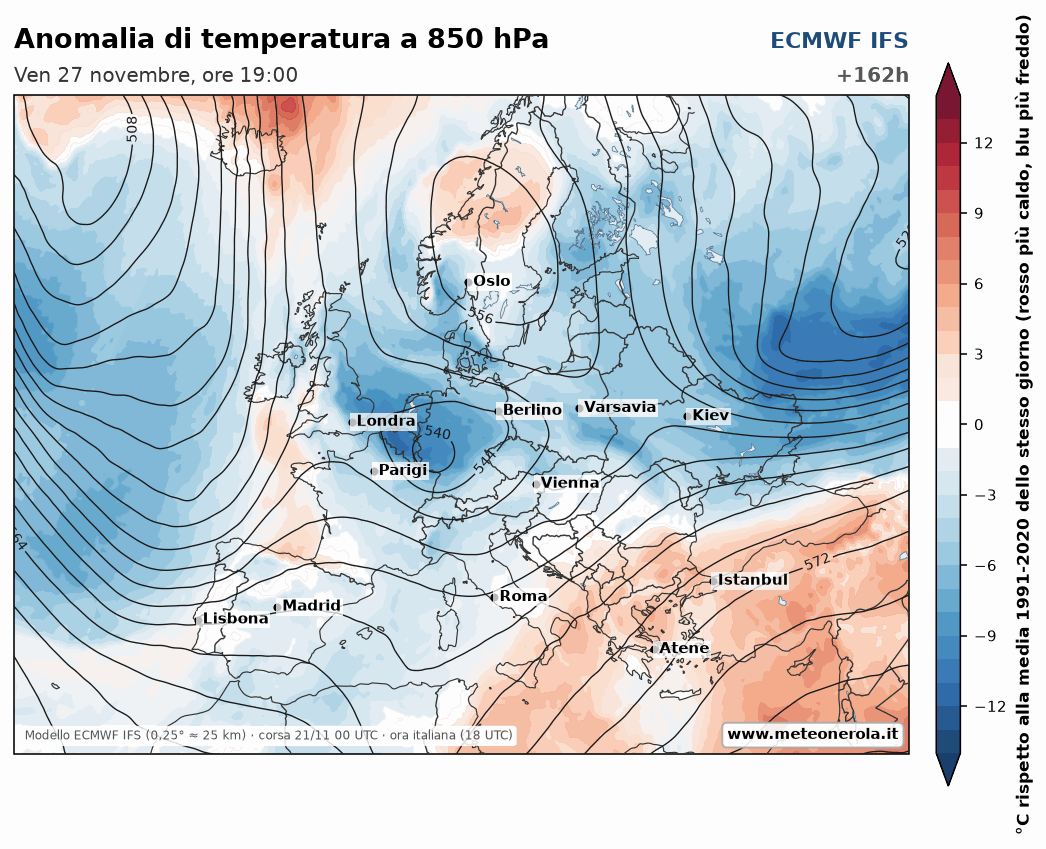 Anomalia di temperatura a 850 hPa
ECMWF IFS
Ven 27 novembre, ore 19:00
+162h
508
Oslo
556
Londra
540
Berlino
Varsavia
Kiev
Parigi
544
Vienna
572
Istanbul
Roma
Madrid
Lisbona
Atene
Modello ECMWF IFS (0,25° ≈ 25 km) · corsa 21/11 00 UTC · ora italiana (18 UTC)
www.meteonerola.it
12
9
6
3
0
−3
−6
−9
−12
°C rispetto alla media 1991-2020 dello stesso giorno (rosso più caldo, blu più freddo)